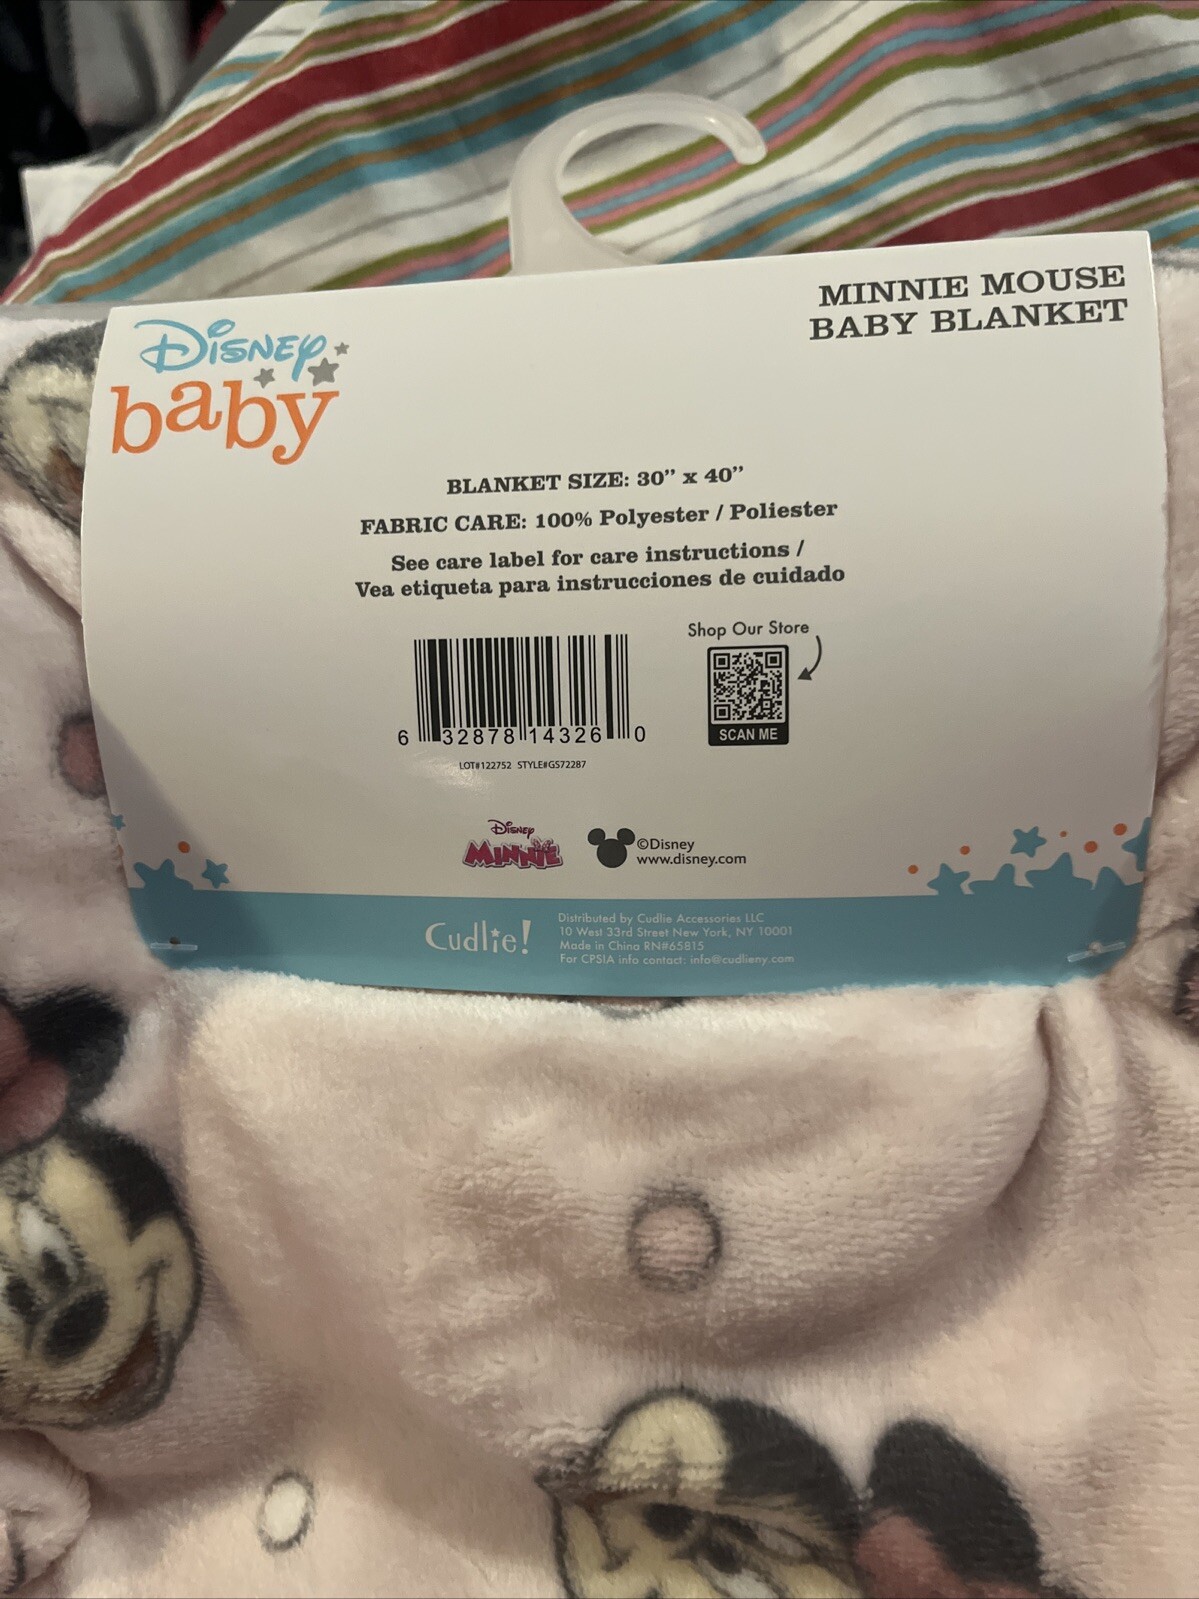 Disney
baby
MINNIE MOUSE
BABY BLANKET
BLANKET SIZE: 30” x 40”
FABRIC CARE: 100% Polyester / Poliester
See care label for care instructions /
Vea etiqueta para instrucciones de cuidado
Shop Our Store
SCAN ME
6 32878 14326 0
LOT#122752 STYLE#GS72287
Disney
MINNIE
©Disney
www.disney.com
Cudlie!
Distributed by Cudlie Accessories LLC
10 West 33rd Street New York, NY 10001
Made in China RN#65815
For CPSIA info contact: info@cudlieny.com